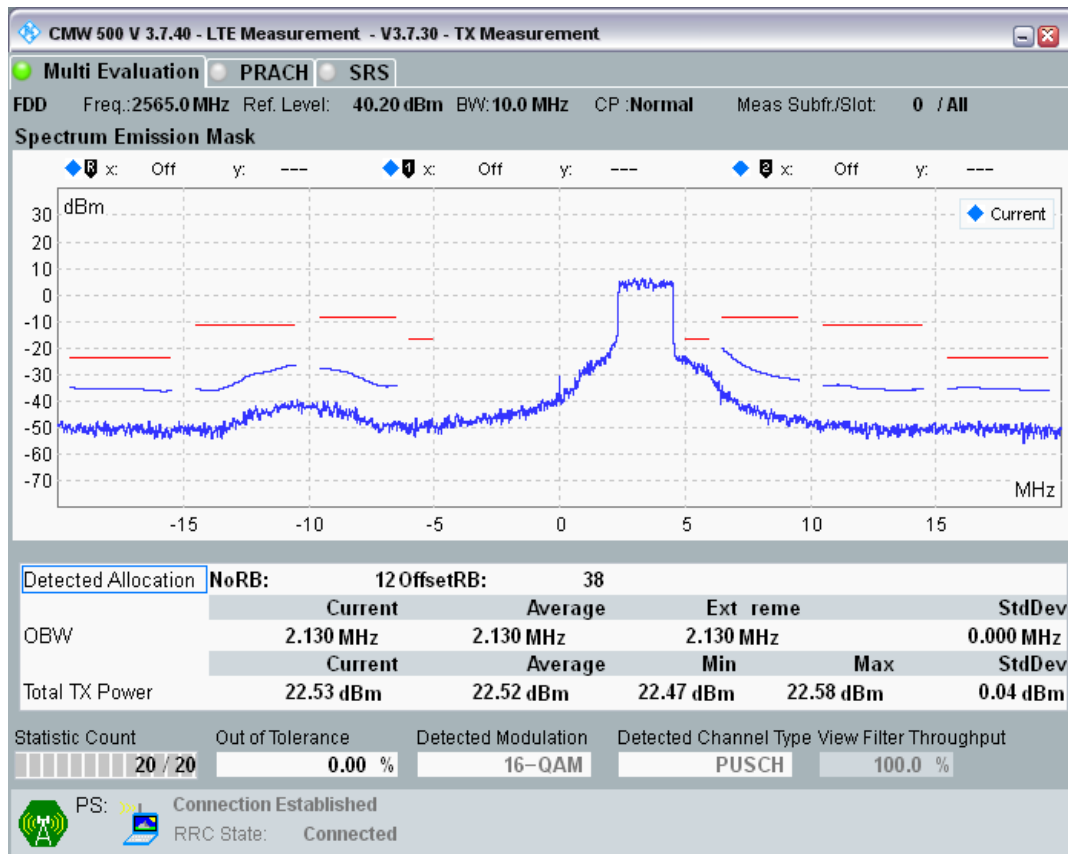 CMW 500 V 3.7.40 - LTE Measurement - V3.7.30 - TX Measurement
Multi Evaluation PRACH SRS
FDD Freq.:2565.0 MHz Ref. Level: 40.20 dBm BW:10.0 MHz CP :Normal Meas Subfr./Slot: 0 / All
Spectrum Emission Mask
R x: Off y: --- 1 x: Off y: --- 2 x: Off y: ---
dBm
Current
30
20
10
0
-10
-20
-30
-40
-50
-60
-70
MHz
-15 -10 -5 0 5 10 15
Detected Allocation NoRB: 12 OffsetRB: 38
Current Average Ext reme StdDev
OBW 2.130 MHz 2.130 MHz 2.130 MHz 0.000 MHz
Current Average Min Max StdDev
Total TX Power 22.53 dBm 22.52 dBm 22.47 dBm 22.58 dBm 0.04 dBm
Statistic Count Out of Tolerance Detected Modulation Detected Channel Type View Filter Throughput
20 / 20 0.00 % 16-QAM PUSCH 100.0 %
PS: Connection Established
RRC State: Connected